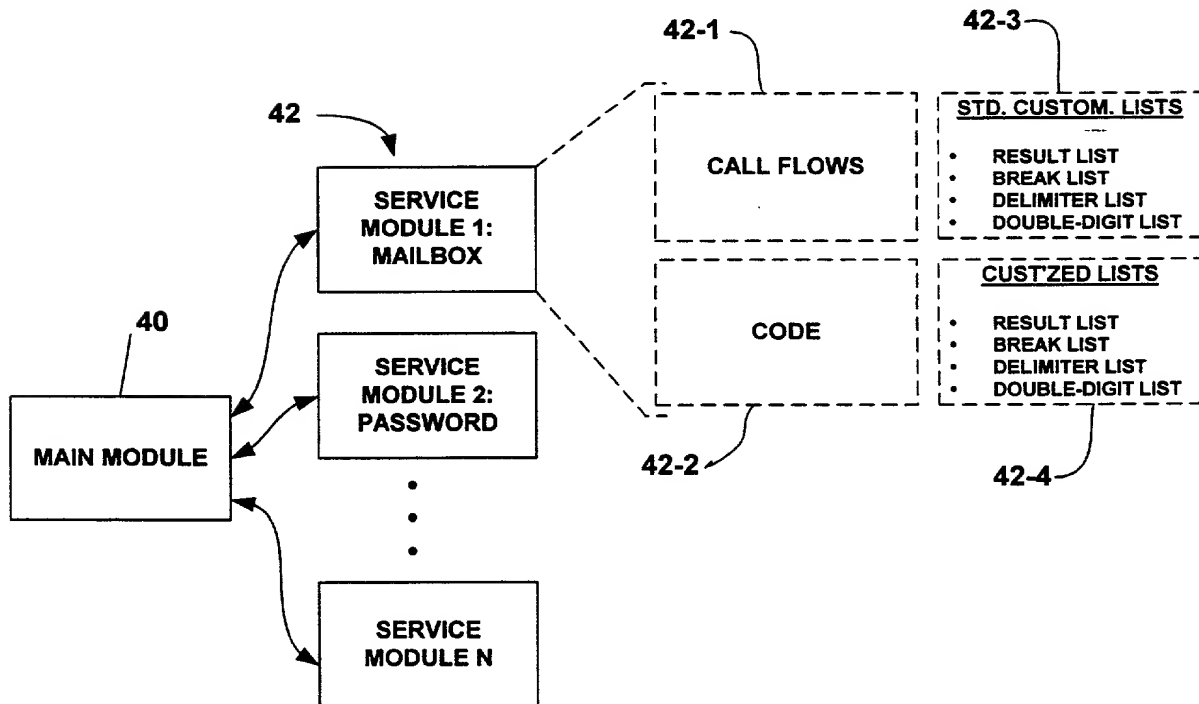 42-1
42-3
42
STD. CUSTOM. LISTS
• RESULT LIST
• BREAK LIST
• DELIMITER LIST
• DOUBLE-DIGIT LIST
CALL FLOWS
SERVICE
MODULE 1:
MAILBOX
CUST'ZED LISTS
• RESULT LIST
• BREAK LIST
• DELIMITER LIST
• DOUBLE-DIGIT LIST
CODE
40
SERVICE
MODULE 2:
PASSWORD
MAIN MODULE
42-2
42-4
SERVICE
MODULE N